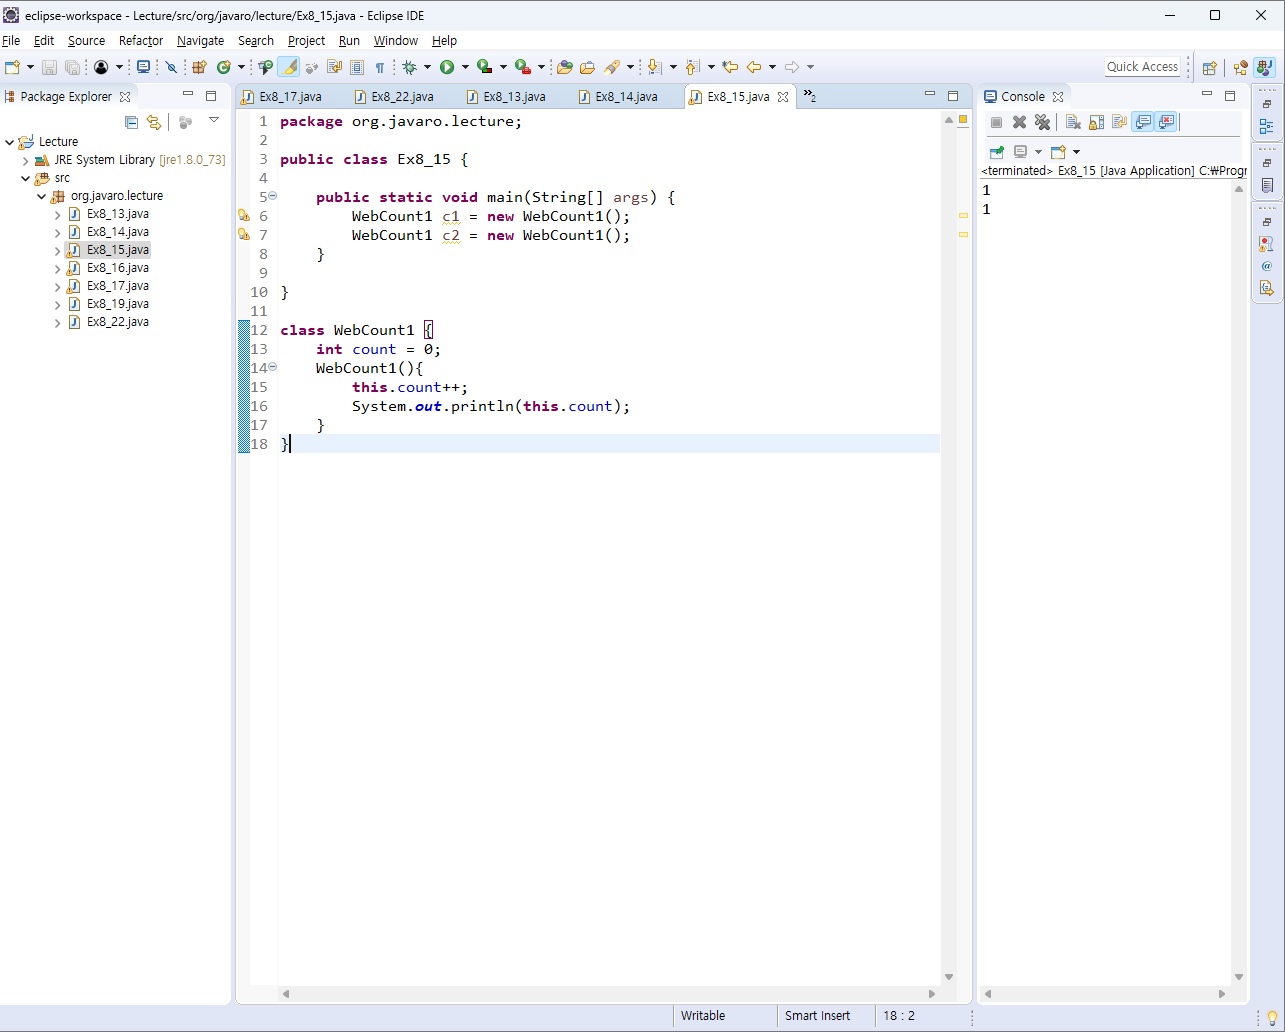 eclipse-workspace - Lecture/src/org/javaro/lecture/Ex8_15.java - Eclipse IDE
File Edit Source Refactor Navigate Search Project Run Window Help
Quick Access
Package Explorer
Lecture
JRE System Library [jre1.8.0_73]
src
org.javaro.lecture
Ex8_13.java
Ex8_14.java
Ex8_15.java
Ex8_16.java
Ex8_17.java
Ex8_19.java
Ex8_22.java
Ex8_17.java Ex8_22.java Ex8_13.java Ex8_14.java Ex8_15.java »2
1 package org.javaro.lecture;
2
3 public class Ex8_15 {
4
5 public static void main(String[] args) {
6 WebCount1 c1 = new WebCount1();
7 WebCount1 c2 = new WebCount1();
8 }
9
10 }
11
12 class WebCount1 {
13 int count = 0;
14 WebCount1(){
15 this.count++;
16 System.out.println(this.count);
17 }
18 }
Console
<terminated> Ex8_15 [Java Application] C:₩Progr
1
1
Writable Smart Insert 18 : 2